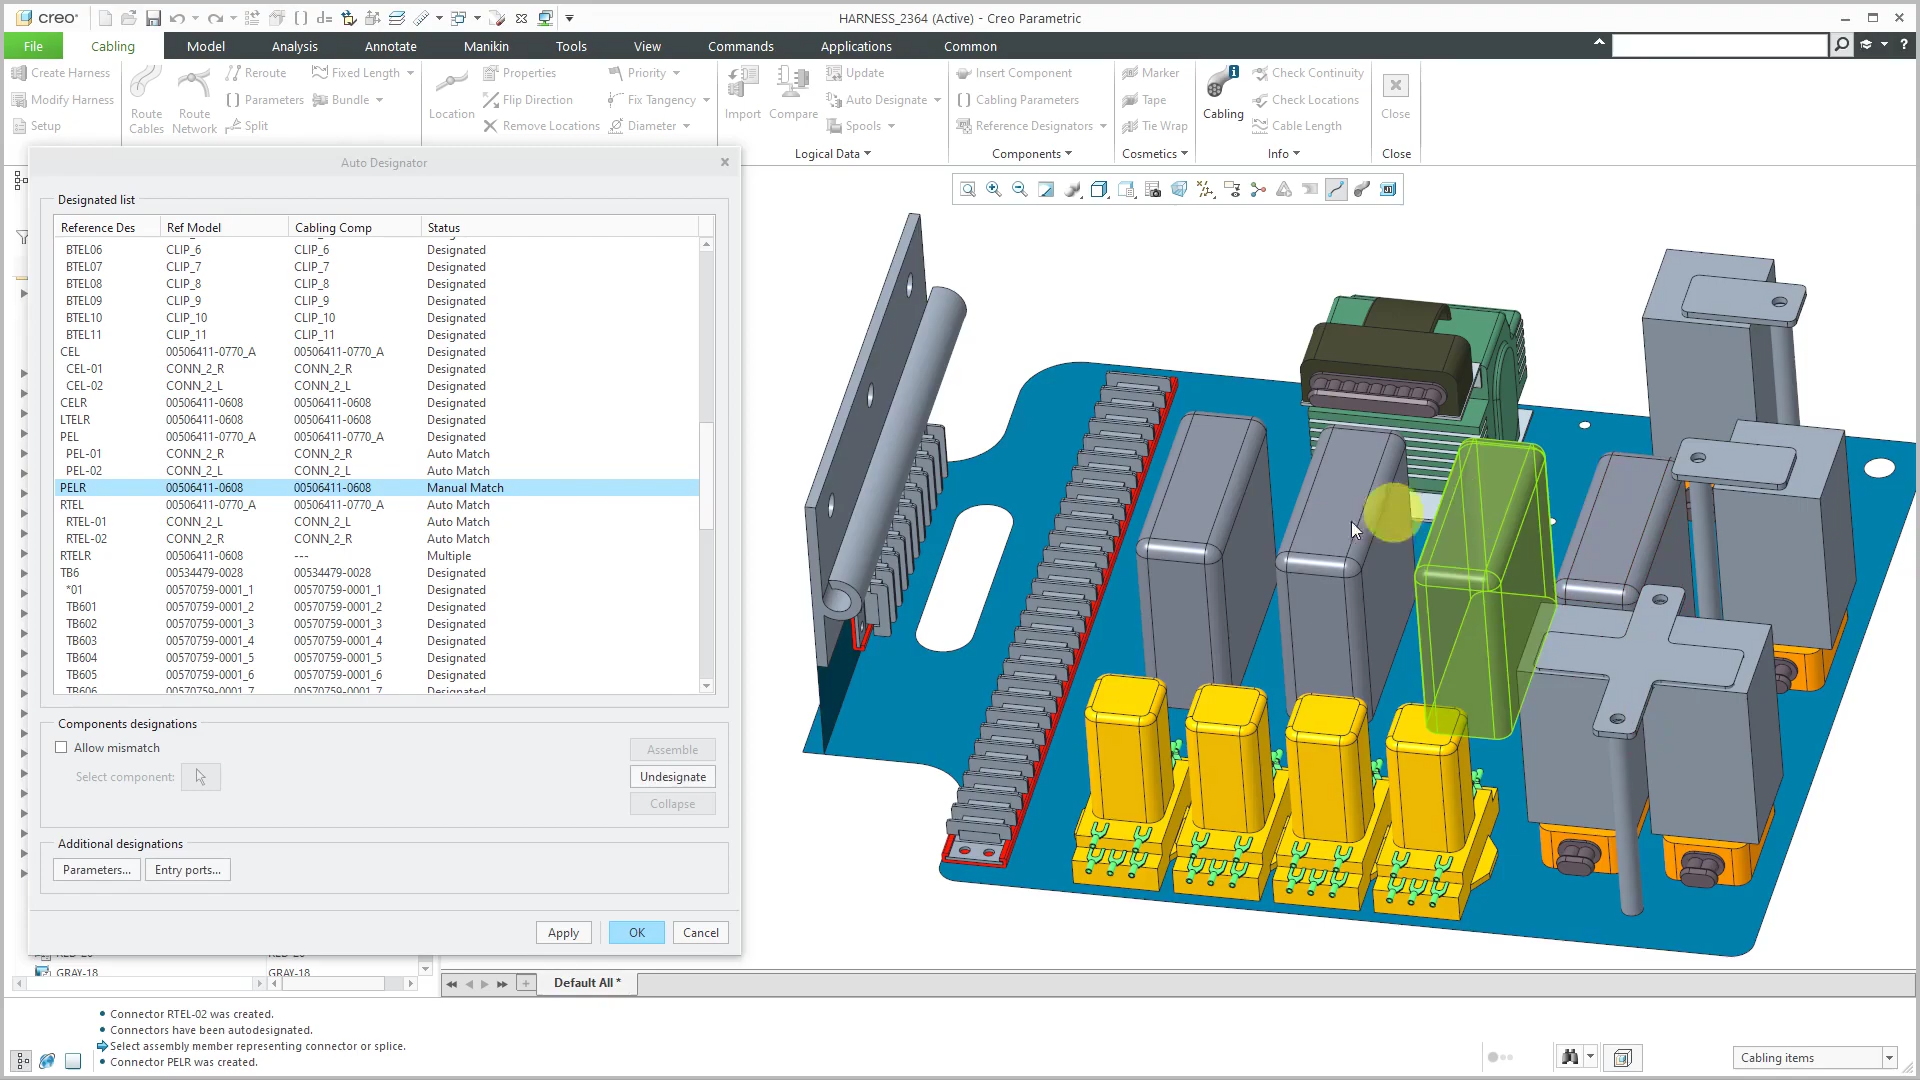 creo
HARNESS_2364 (Active) - Creo Parametric
File
Cabling
Model
Analysis
Annotate
Manikin
Tools
View
Commands
Applications
Common
Create Harness
Modify Harness
Setup
Route Cables
Route Network
Reroute
Parameters
Split
Fixed Length
Bundle
Location
Properties
Flip Direction
Remove Locations
Priority
Fix Tangency
Diameter
Import
Compare
Update
Auto Designate
Spools
Logical Data
Insert Component
Cabling Parameters
Reference Designators
Components
Marker
Tape
Tie Wrap
Cosmetics
Cabling
Check Continuity
Check Locations
Cable Length
Info
Close
Close
Auto Designator
Designated list
Reference Des Ref Model Cabling Comp Status
BTEL06 CLIP_6 CLIP_6 Designated
BTEL07 CLIP_7 CLIP_7 Designated
BTEL08 CLIP_8 CLIP_8 Designated
BTEL09 CLIP_9 CLIP_9 Designated
BTEL10 CLIP_10 CLIP_10 Designated
BTEL11 CLIP_11 CLIP_11 Designated
CEL 00506411-0770_A 00506411-0770_A Designated
CEL-01 CONN_2_R CONN_2_R Designated
CEL-02 CONN_2_L CONN_2_L Designated
CELR 00506411-0608 00506411-0608 Designated
LTELR 00506411-0608 00506411-0608 Designated
PEL 00506411-0770_A 00506411-0770_A Designated
PEL-01 CONN_2_R CONN_2_R Auto Match
PEL-02 CONN_2_L CONN_2_L Auto Match
PELR 00506411-0608 00506411-0608 Manual Match
RTEL 00506411-0770_A 00506411-0770_A Auto Match
RTEL-01 CONN_2_L CONN_2_L Auto Match
RTEL-02 CONN_2_R CONN_2_R Auto Match
RTELR 00506411-0608 --- Multiple
TB6 00534479-0028 00534479-0028 Designated
*01 00570759-0001_1 00570759-0001_1 Designated
TB601 00570759-0001_2 00570759-0001_2 Designated
TB602 00570759-0001_3 00570759-0001_3 Designated
TB603 00570759-0001_4 00570759-0001_4 Designated
TB604 00570759-0001_5 00570759-0001_5 Designated
TB605 00570759-0001_6 00570759-0001_6 Designated
TB606 00570759-0001_7 00570759-0001_7 Designated
Components designations
Allow mismatch
Select component:
Assemble
Undesignate
Collapse
Additional designations
Parameters...
Entry ports...
Apply
OK
Cancel
GRAY-18 GRAY-18
Default All *
Connector RTEL-02 was created.
Connectors have been autodesignated.
Select assembly member representing connector or splice.
Connector PELR was created.
Cabling items